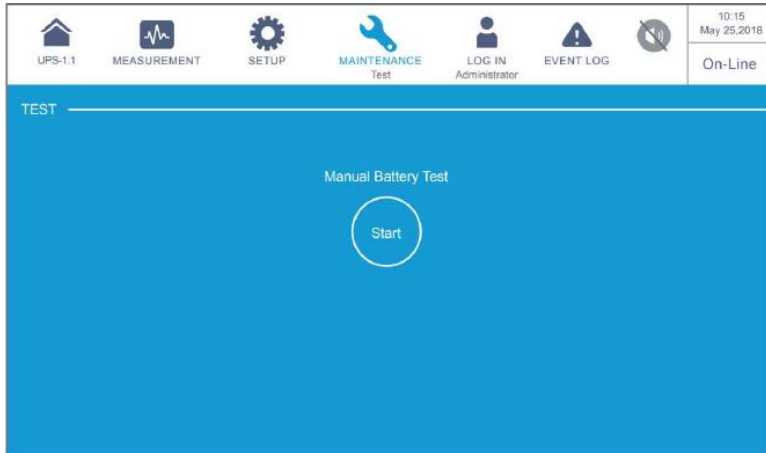 UPS-1.1
MEASUREMENT
SETUP
MAINTENANCE
Test
LOG IN
Administrator
EVENT LOG
10:15
May 25,2018
On-Line
TEST
Manual Battery Test
Start